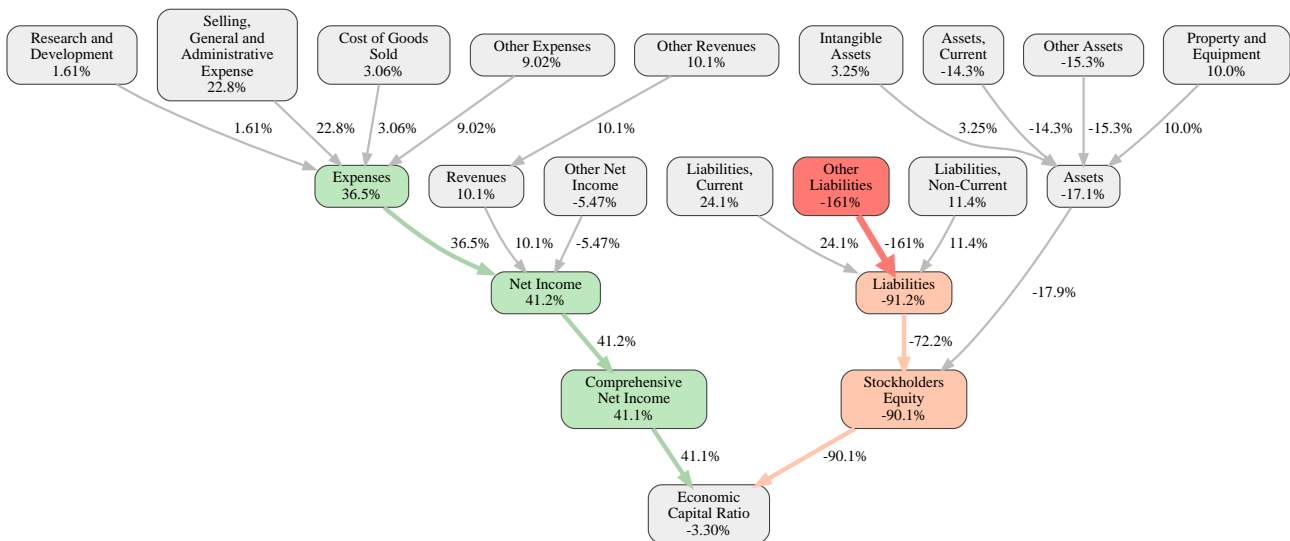 Research and
Development
1.61%
Selling,
General and
Administrative
Expense
22.8%
Cost of Goods
Sold
3.06%
Other Expenses
9.02%
Other Revenues
10.1%
Intangible
Assets
3.25%
Assets,
Current
-14.3%
Other Assets
-15.3%
Property and
Equipment
10.0%
1.61%
22.8%
3.06%
9.02%
10.1%
3.25%
-14.3%
-15.3%
10.0%
Expenses
36.5%
Revenues
10.1%
Other Net
Income
-5.47%
Liabilities,
Current
24.1%
Other
Liabilities
-161%
Liabilities,
Non-Current
11.4%
Assets
-17.1%
36.5%
10.1%
-5.47%
24.1%
-161%
11.4%
Net Income
41.2%
Liabilities
-91.2%
-17.9%
41.2%
-72.2%
Comprehensive
Net Income
41.1%
Stockholders
Equity
-90.1%
41.1%
-90.1%
Economic
Capital Ratio
-3.30%